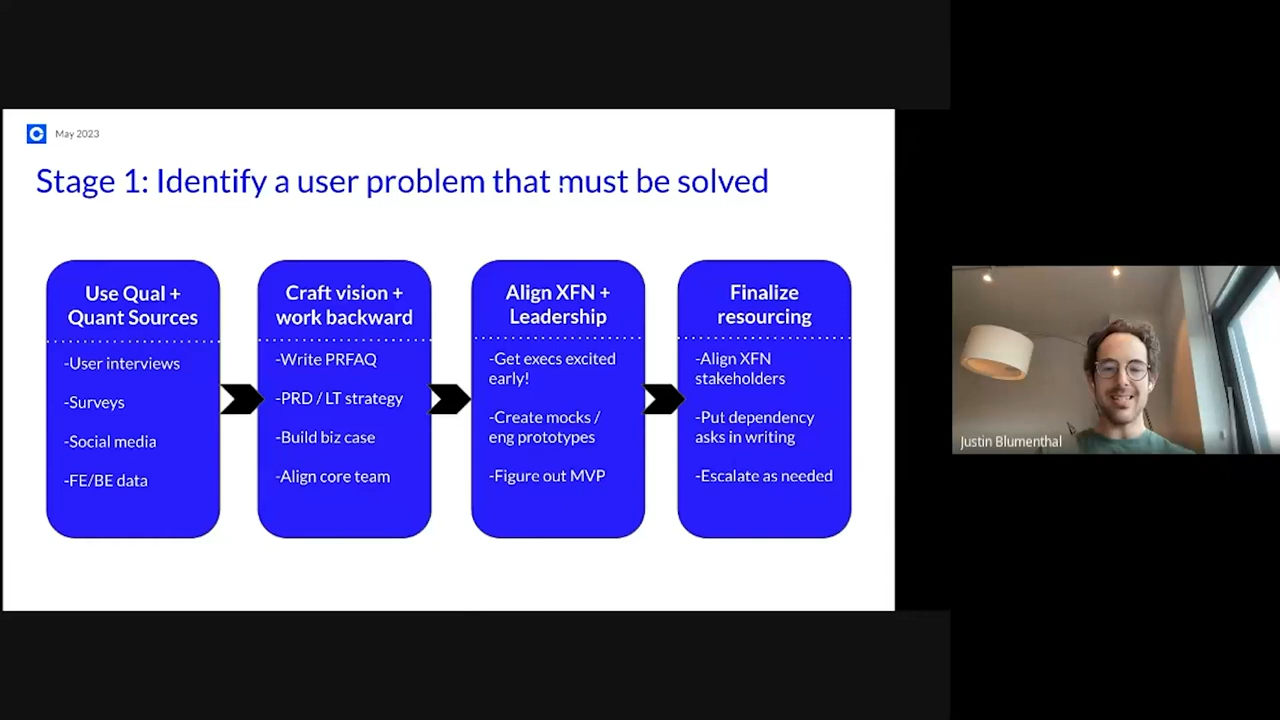 May 2023
Stage 1: Identify a user problem that must be solved
Use Qual +
Quant Sources
-User interviews
-Surveys
-Social media
-FE/BE data
Craft vision +
work backward
-Write PRFAQ
-PRD / LT strategy
-Build biz case
-Align core team
Align XFN +
Leadership
-Get execs excited
early!
-Create mocks /
eng prototypes
-Figure out MVP
Finalize
resourcing
-Align XFN
stakeholders
-Put dependency
asks in writing
-Escalate as needed
Justin Blumenthal